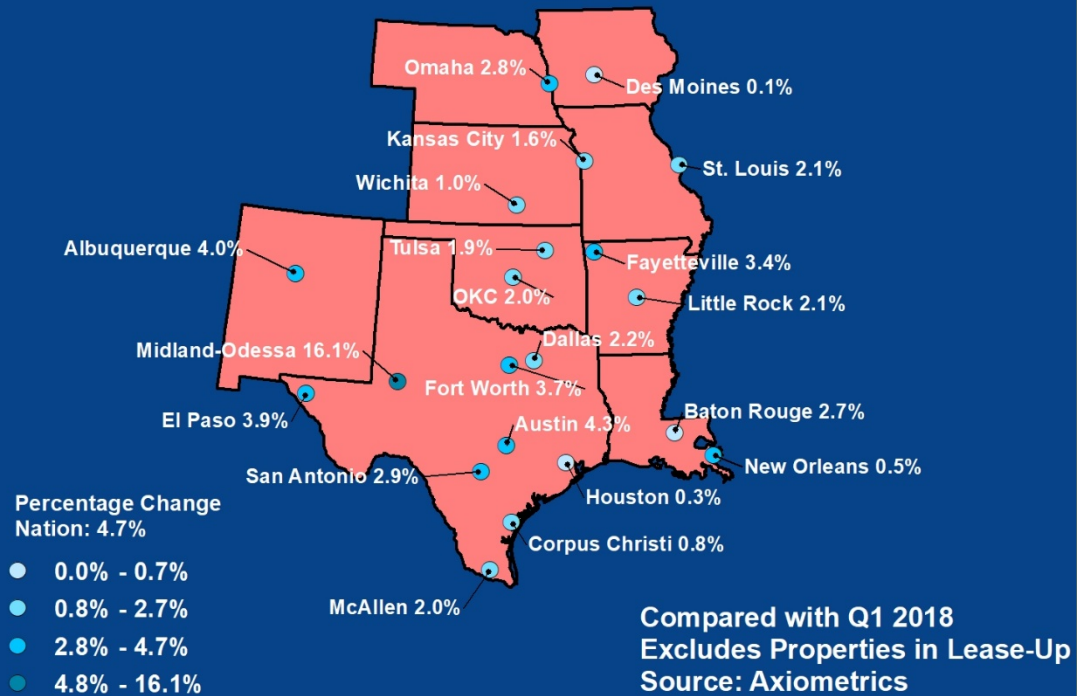 Omaha 2.8%
Des Moines 0.1%
Kansas City 1.6%
St. Louis 2.1%
Wichita 1.0%
Albuquerque 4.0%
Tulsa 1.9%
Fayetteville 3.4%
OKC 2.0%
Little Rock 2.1%
Dallas 2.2%
Midland-Odessa 16.1%
Fort Worth 3.7%
El Paso 3.9%
Austin 4.3%
Baton Rouge 2.7%
San Antonio 2.9%
New Orleans 0.5%
Houston 0.3%
Corpus Christi 0.8%
McAllen 2.0%
Percentage Change
Nation: 4.7%
0.0% - 0.7%
0.8% - 2.7%
2.8% - 4.7%
4.8% - 16.1%
Compared with Q1 2018
Excludes Properties in Lease-Up
Source: Axiometrics